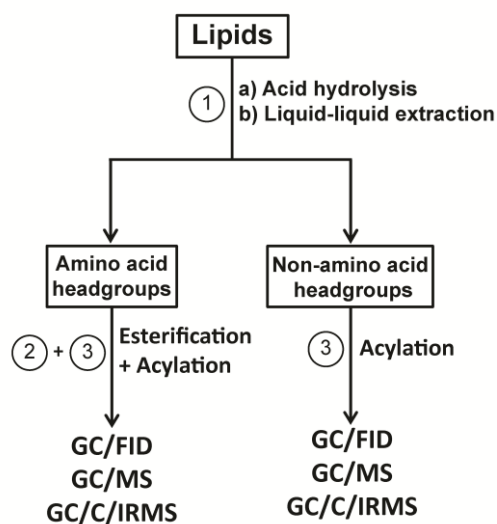 Lipids
1
a) Acid hydrolysis
b) Liquid-liquid extraction
Amino acid
headgroups
2 + 3
Esterification
+ Acylation
GC/FID
GC/MS
GC/C/IRMS
Non-amino acid
headgroups
3
Acylation
GC/FID
GC/MS
GC/C/IRMS